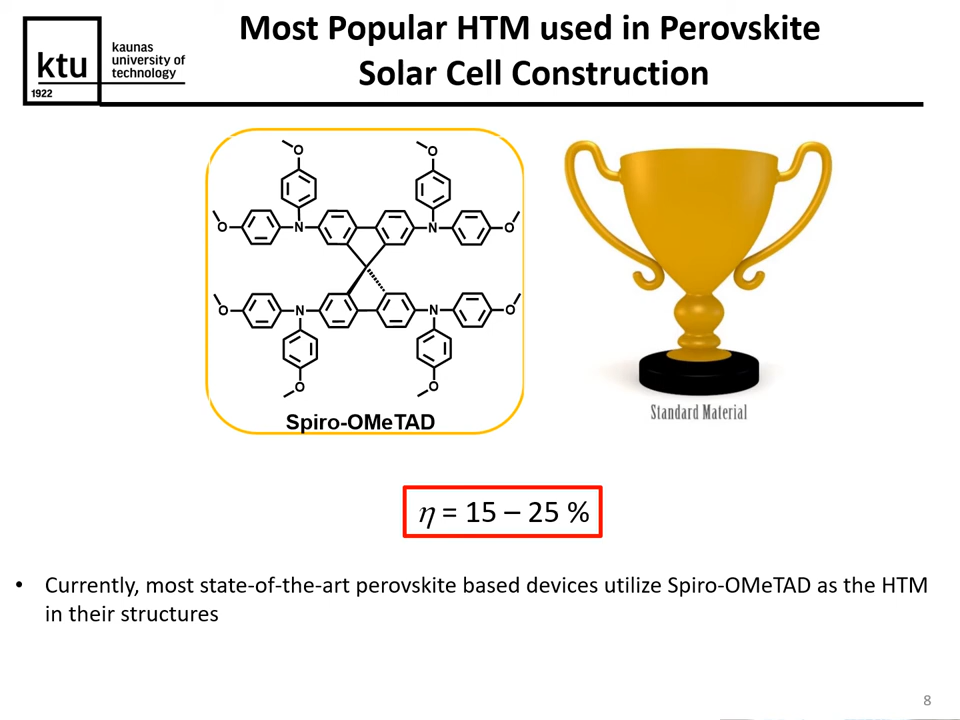 Most Popular HTM used in Perovskite
Solar Cell Construction
ktu
1922
kaunas
university of
technology
O
O
O
N
N
O
O
N
N
O
O
O
Spiro-OMeTAD
Standard Material
η = 15 – 25 %
• Currently, most state-of-the-art perovskite based devices utilize Spiro-OMeTAD as the HTM
in their structures
8